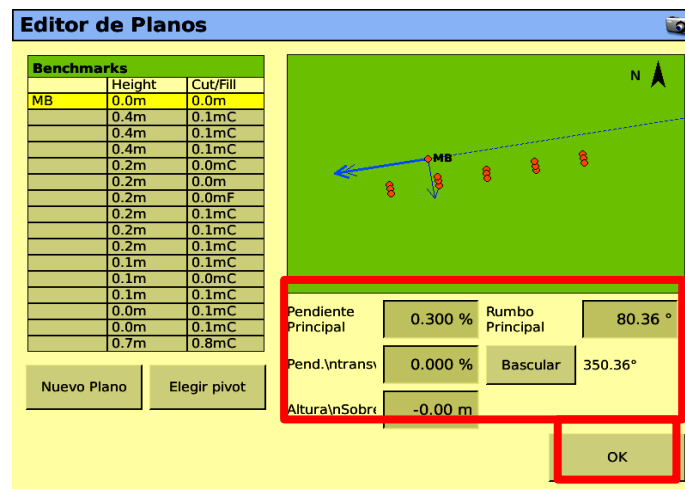 Editor de Planos
Benchmarks
Height Cut/Fill
MB 0.0m 0.0m
0.4m 0.1mC
0.4m 0.1mC
0.4m 0.1mC
0.2m 0.0mC
0.2m 0.0m
0.2m 0.0mF
0.2m 0.1mC
0.2m 0.1mC
0.2m 0.1mC
0.1m 0.1mC
0.1m 0.0mC
0.1m 0.1mC
0.0m 0.1mC
0.0m 0.1mC
0.7m 0.8mC
Nuevo Plano Elegir pivot
N
MB
Pendiente
Principal
0.300 %
Rumbo
Principal
80.36 °
Pend.\ntransv
0.000 %
Bascular
350.36°
Altura\nSobre
-0.00 m
OK